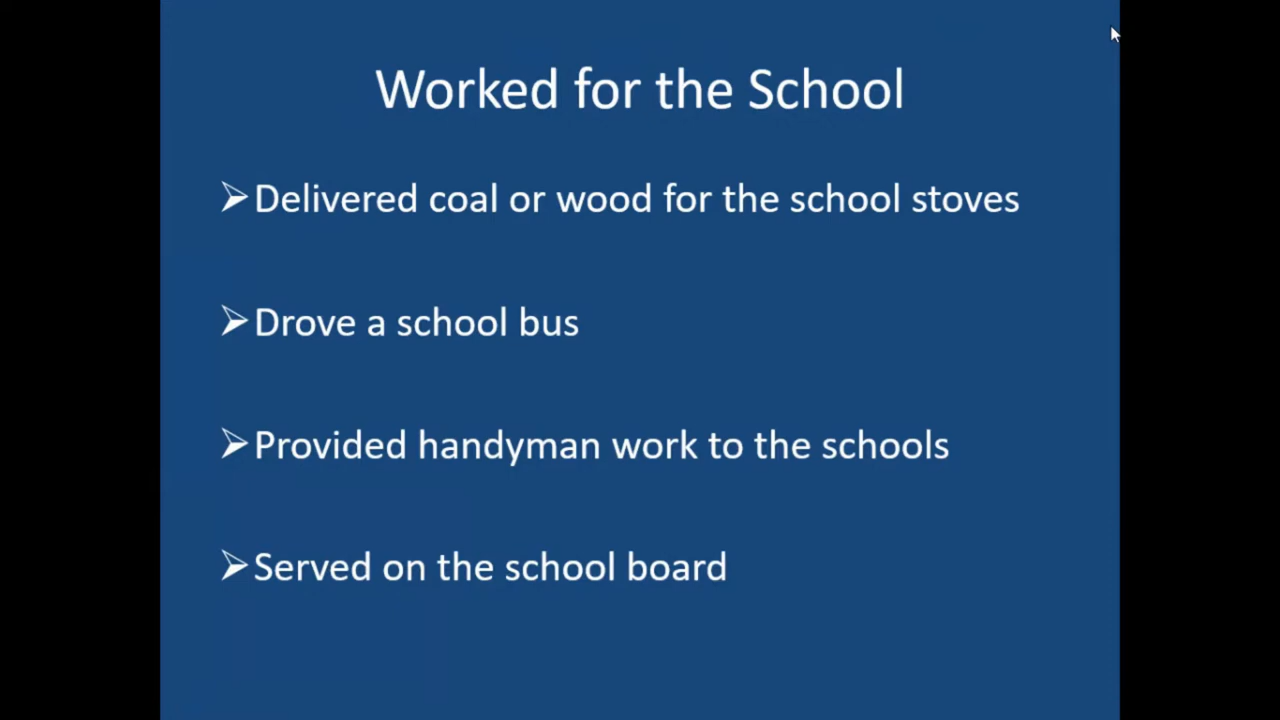 Worked for the School
➢Delivered coal or wood for the school stoves
➢Drove a school bus
➢Provided handyman work to the schools
➢Served on the school board